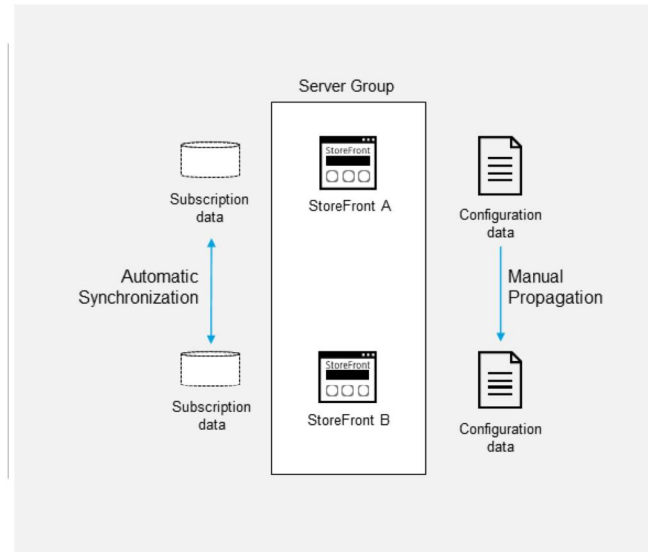 Server Group
StoreFront
StoreFront A
Subscription
data
Configuration
data
Automatic
Synchronization
Manual
Propagation
StoreFront
StoreFront B
Subscription
data
Configuration
data